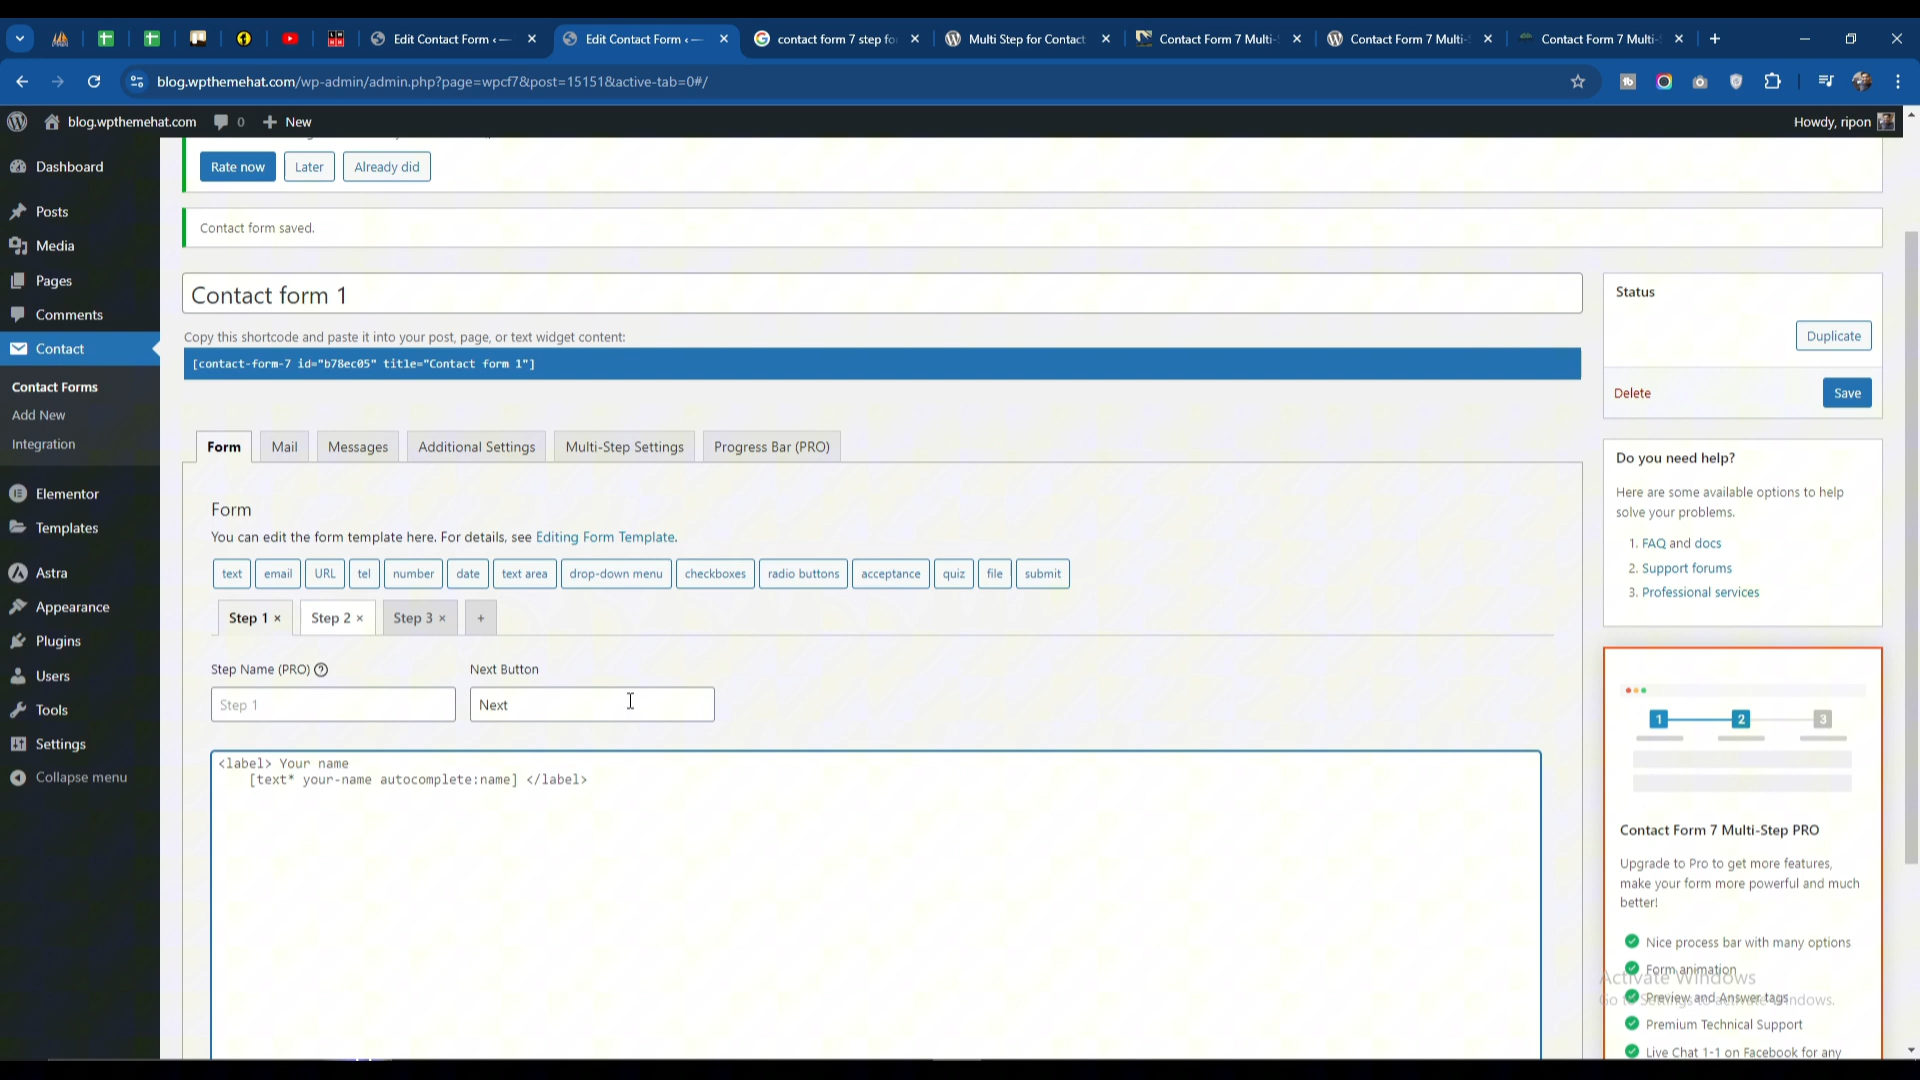 Edit Contact Form ‹ —
Edit Contact Form ‹ —
contact form 7 step fo
Multi Step for Contact
Contact Form 7 Multi-
Contact Form 7 Multi-
Contact Form 7 Multi-
blog.wpthemehat.com/wp-admin/admin.php?page=wpcf7&post=15151&active-tab=0#/
blog.wpthemehat.com
0
New
Howdy, ripon
Dashboard
Posts
Media
Pages
Comments
Contact
Contact Forms
Add New
Integration
Elementor
Templates
Astra
Appearance
Plugins
Users
Tools
Settings
Collapse menu
Rate now
Later
Already did
Contact form saved.
Contact form 1
Copy this shortcode and paste it into your post, page, or text widget content:
[contact-form-7 id="b78ec05" title="Contact form 1"]
Form
Mail
Messages
Additional Settings
Multi-Step Settings
Progress Bar (PRO)
Form
You can edit the form template here. For details, see Editing Form Template.
text
email
URL
tel
number
date
text area
drop-down menu
checkboxes
radio buttons
acceptance
quiz
file
submit
Step 1 ×
Step 2 ×
Step 3 ×
+
Step Name (PRO) ?
Next Button
Step 1
Next
<label> Your name
[text* your-name autocomplete:name] </label>
Status
Duplicate
Delete
Save
Do you need help?
Here are some available options to help
solve your problems.
1. FAQ and docs
2. Support forums
3. Professional services
1
2
3
Contact Form 7 Multi-Step PRO
Upgrade to Pro to get more features,
make your form more powerful and much
better!
Nice process bar with many options
Form animation
Preview and Answer tags
Premium Technical Support
Live Chat 1-1 on Facebook for any
Activate Windows
Go to Settings to activate Windows.